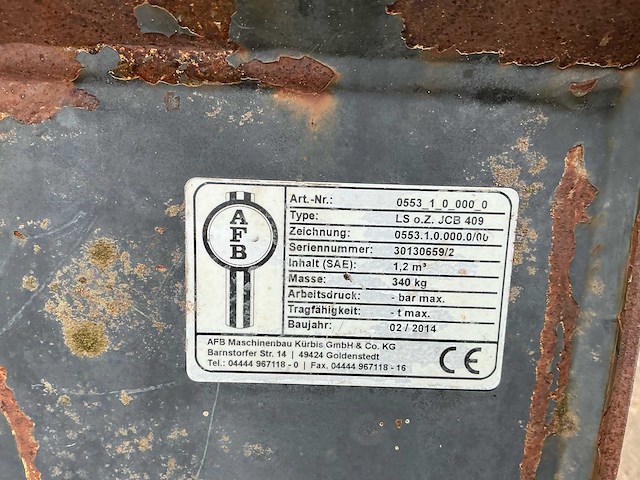 AFB
Art.-Nr.: 0553_1_0_000_0
Type: LS o.Z. JCB 409
Zeichnung: 0553.1.0.000.0/00
Seriennummer: 30130659/2
Inhalt (SAE): 1,2 m³
Masse: 340 kg
Arbeitsdruck: - bar max.
Tragfähigkeit: - t max.
Baujahr: 02 / 2014
AFB Maschinenbau Kürbis GmbH & Co. KG
Barnstorfer Str. 14 | 49424 Goldenstedt
Tel.: 04444 967118 - 0 | Fax. 04444 967118 - 16
CE